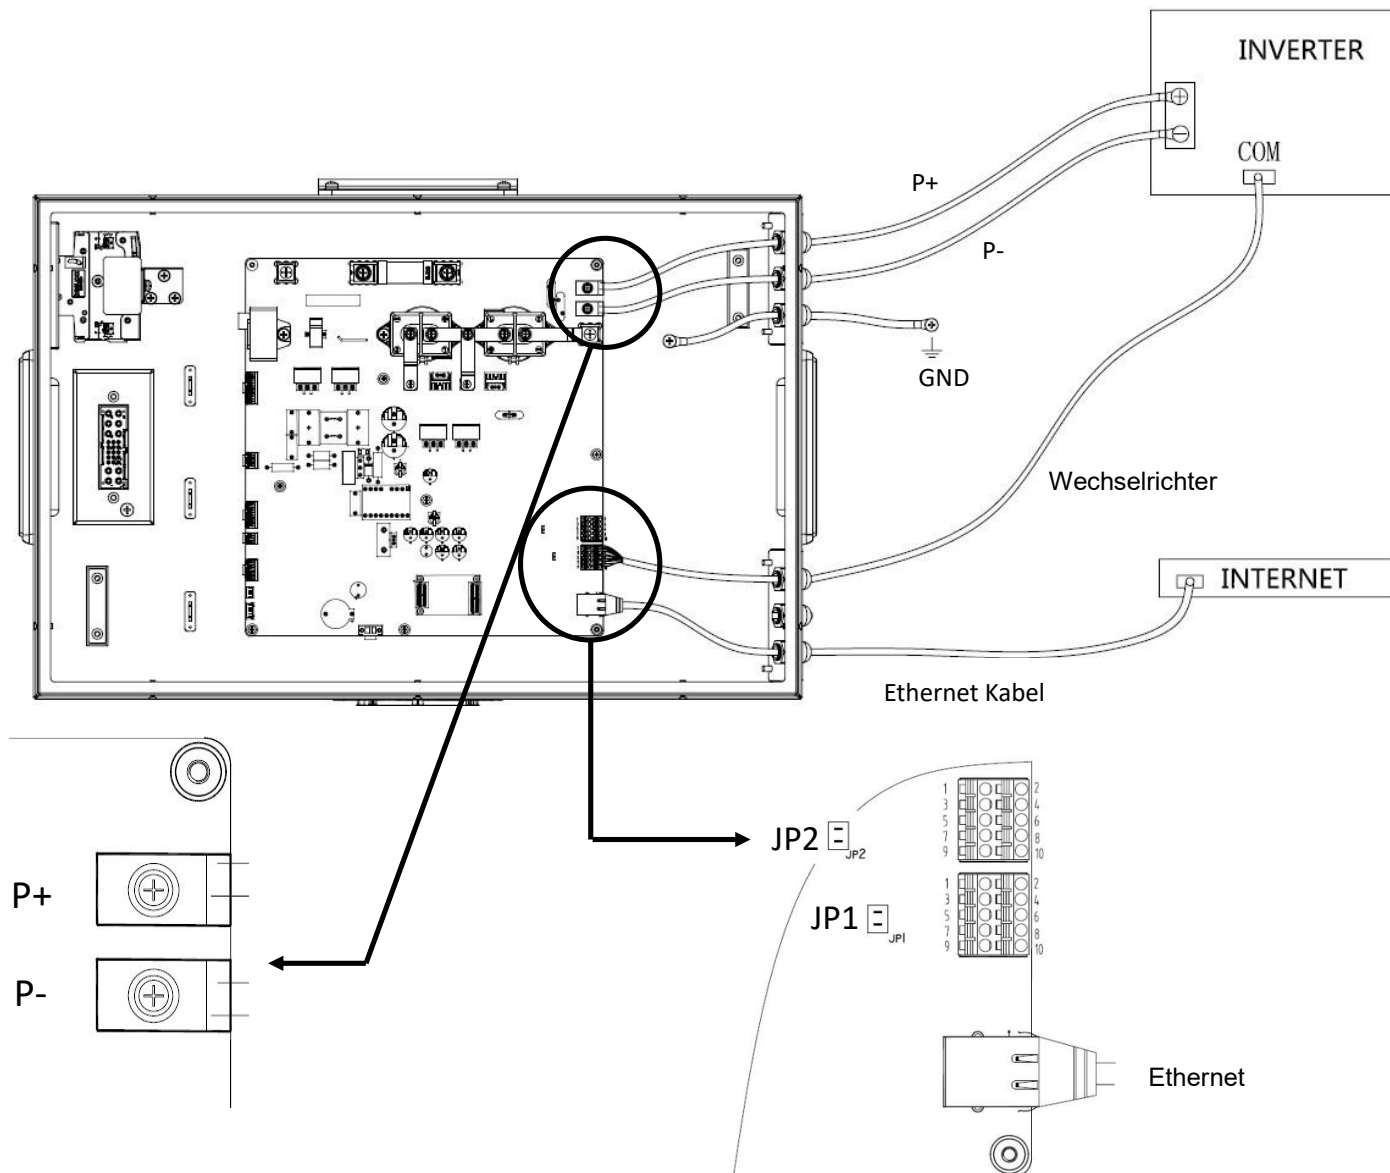 INVERTER
COM
P+
P-
GND
Wechselrichter
INTERNET
Ethernet Kabel
P+
P-
JP2
JP2
1 2
3 4
5 6
7 8
9 10
JP1
JP1
1 2
3 4
5 6
7 8
9 10
Ethernet